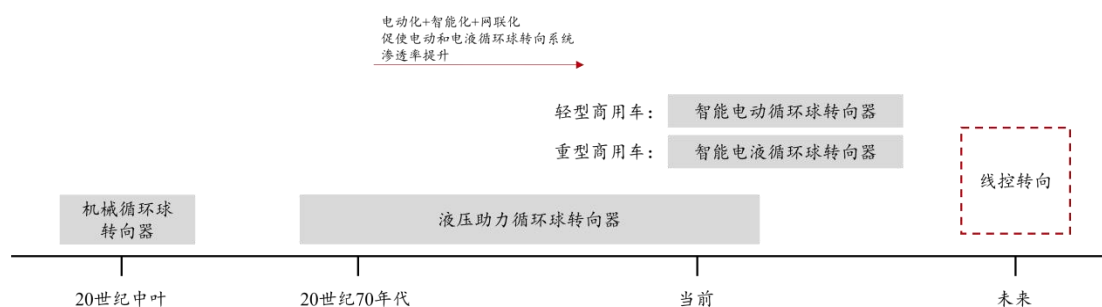 电动化+智能化+网联化
促使电动和电液循环球转向系统
渗透率提升
轻型商用车：
智能电动循环球转向器
重型商用车：
智能电液循环球转向器
线控转向
机械循环球
转向器
液压助力循环球转向器
20世纪中叶
20世纪70年代
当前
未来